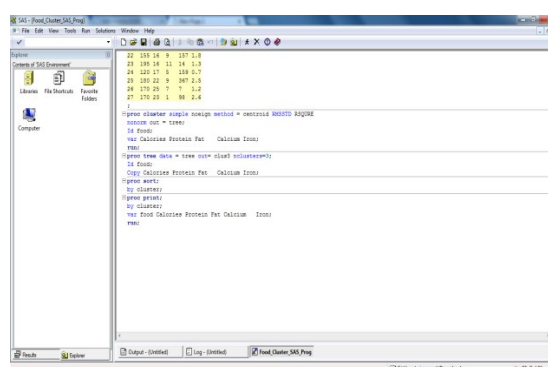 SAS - [Food_Cluster_SAS_Prog]
File Edit View Tools Run Solutions Window Help
Explorer
Contents of 'SAS Environment'
Libraries File Shortcuts Favorite Folders
Computer
22 155 16 9 157 1.8
23 195 16 11 14 1.3
24 120 17 5 159 0.7
25 180 22 9 367 2.5
26 170 25 7 7 1.2
27 170 23 1 98 2.6
;
proc cluster simple noeign method = centroid RMSSTD RSQURE
nonorm out = tree;
Id food;
var Calories Protein Fat Calcium Iron;
run;
proc tree data = tree out= clus3 nclusters=3;
Id food;
Copy Calories Protein Fat Calcium Iron;
proc sort;
by cluster;
proc print;
by cluster;
var food Calories Protein Fat Calcium Iron;
run;
Results Explorer
Output - (Untitled) Log - (Untitled) Food_Cluster_SAS_Prog